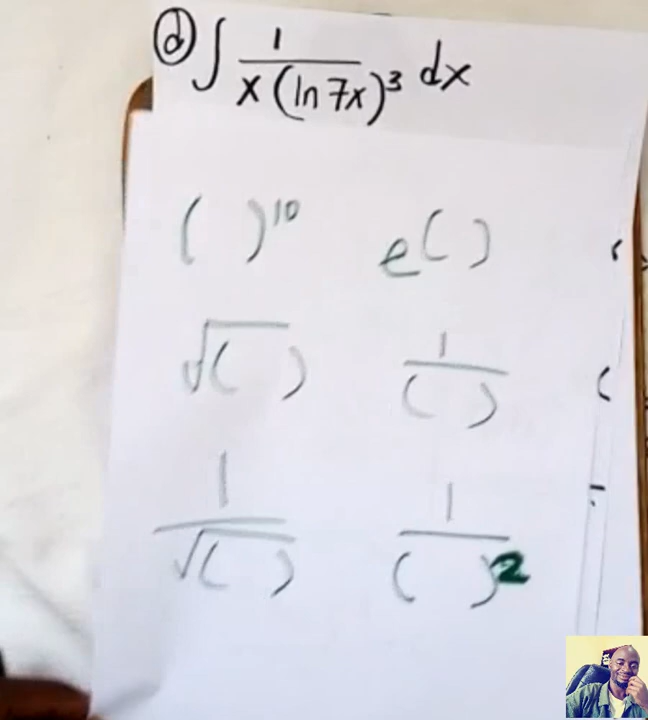 (d) ∫ 1/(x(ln 7x)³) dx
( )¹⁰ e( )
√( ) 1/( )
1/√( ) 1/( )²